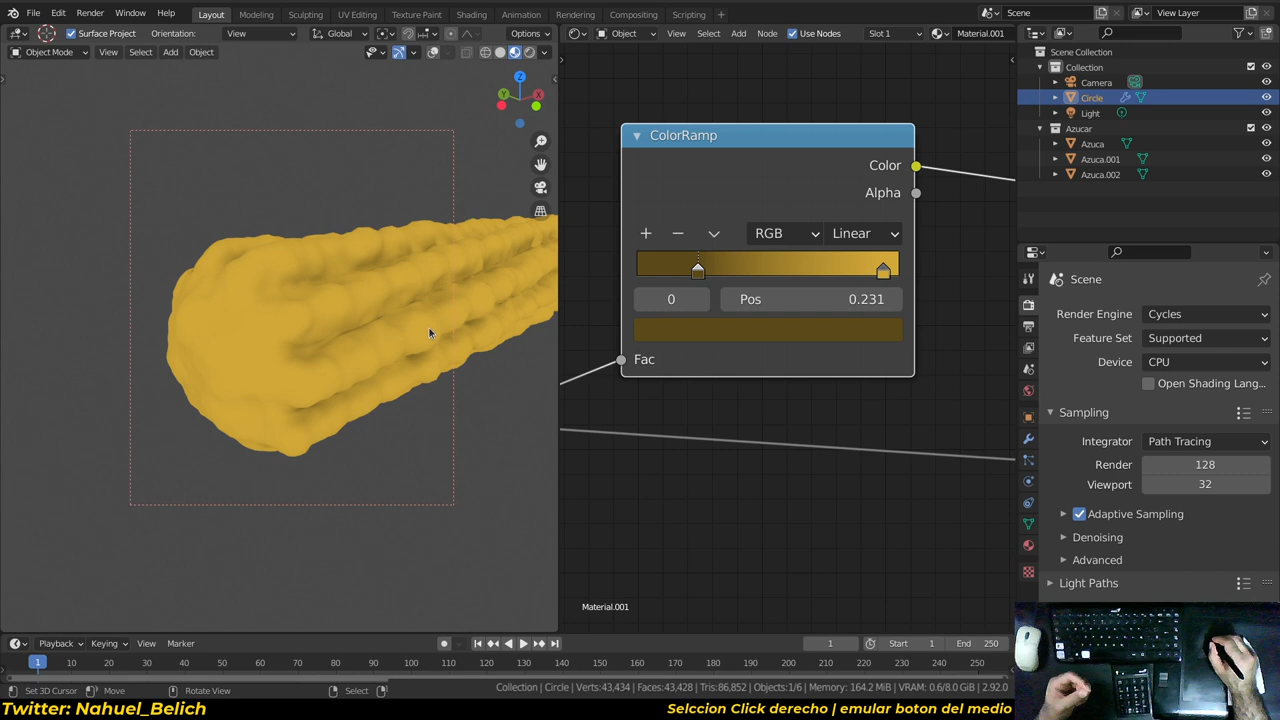 File Edit Render Window Help Layout Modeling Sculpting UV Editing Texture Paint Shading Animation Rendering Compositing Scripting Scene View Layer
Surface Project Orientation: View Global Options Object View Select Add Node Use Nodes Slot 1 Material.001
Object Mode View Select Add Object
Scene Collection
Collection
Camera
Circle
Light
Azucar
Azuca
Azuca.001
Azuca.002
Z
Y
X
ColorRamp
Color
Alpha
RGB Linear
0 Pos 0.231
Fac
Material.001
Scene
Render Engine Cycles
Feature Set Supported
Device CPU
Open Shading Lang...
Sampling
Integrator Path Tracing
Render 128
Viewport 32
Adaptive Sampling
Denoising
Advanced
Light Paths
Playback Keying View Marker 1 Start 1 End 250
1 10 20 30 40 50 60 70 80 90 100 110 120 130 140 150 160 170 180 190 200 210 220 230 240 250
Set 3D Cursor Move Rotate View Select Collection | Circle | Verts:43,434 | Faces:43,428 | Tris:86,852 | Objects:1/6 | Memory: 164.2 MiB | VRAM: 0.6/8.0 GiB | 2.92.0
Twitter: Nahuel_Belich Selccion Click derecho | emular boton del medio